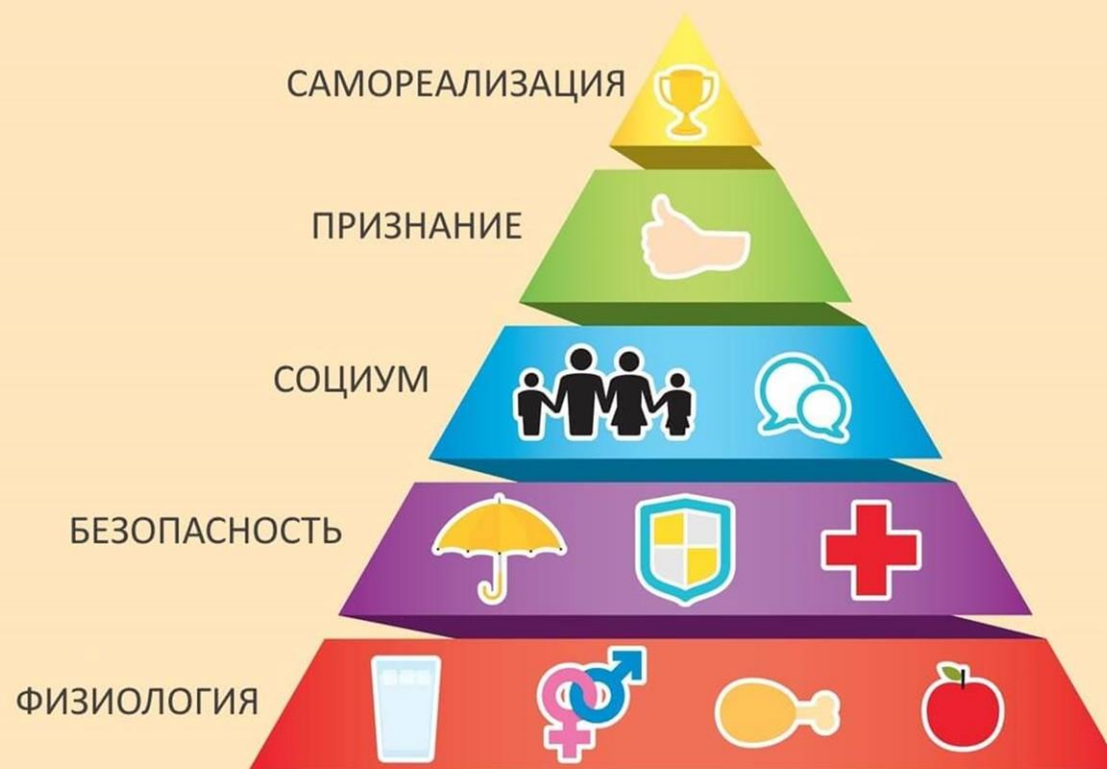 САМОРЕАЛИЗАЦИЯ
ПРИЗНАНИЕ
СОЦИУМ
БЕЗОПАСНОСТЬ
ФИЗИОЛОГИЯ